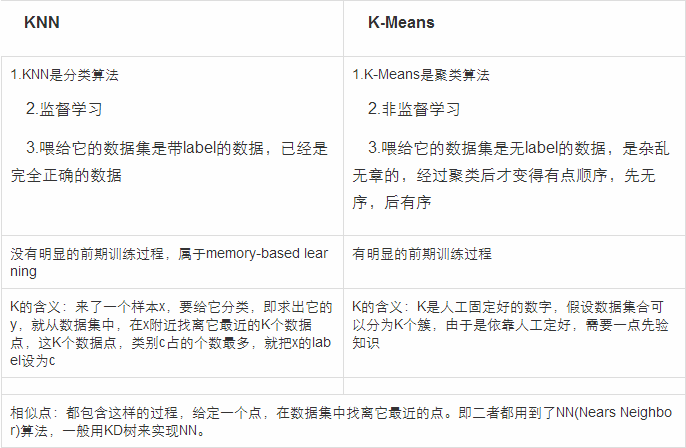 KNN
K-Means
1.KNN是分类算法
2.监督学习
3.喂给它的数据集是带label的数据，已经是
完全正确的数据
1.K-Means是聚类算法
2.非监督学习
3.喂给它的数据集是无label的数据，是杂乱
无章的，经过聚类后才变得有点顺序，先无
序，后有序
没有明显的前期训练过程，属于memory-based lear
ning
有明显的前期训练过程
K的含义：来了一个样本x，要给它分类，即求出它的
y，就从数据集中，在x附近找离它最近的K个数据
点，这K个数据点，类别c占的个数最多，就把x的lab
el设为c
K的含义：K是人工固定好的数字，假设数据集合可
以分为K个簇，由于是依靠人工定好，需要一点先验
知识
相似点：都包含这样的过程，给定一个点，在数据集中找离它最近的点。即二者都用到了NN(Nears Neighbo
r)算法，一般用KD树来实现NN。